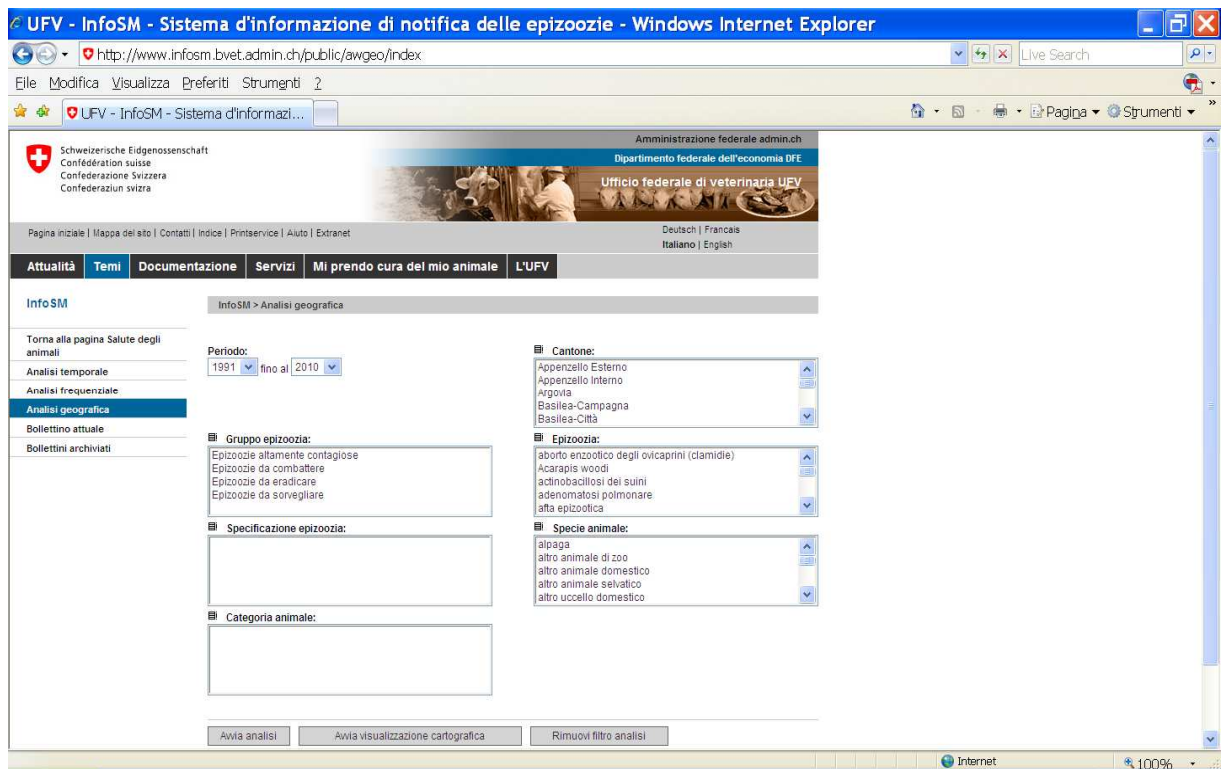 UFV - InfoSM - Sistema d'informazione di notifica delle epizoozie - Windows Internet Explorer
http://www.infosm.bvet.admin.ch/public/awgeo/index
Live Search
File Modifica Visualizza Preferiti Strumenti ?
UFV - InfoSM - Sistema d'informazi...
Pagina Strumenti »
Schweizerische Eidgenossenschaft
Confédération suisse
Confederazione Svizzera
Confederaziun svizra
Amministrazione federale admin.ch
Dipartimento federale dell'economia DFE
Ufficio federale di veterinaria UFV
Pagina iniziale | Mappa del sito | Contatti | Indice | Printservice | Aiuto | Extranet
Deutsch | Francais
Italiano | English
Attualità Temi Documentazione Servizi Mi prendo cura del mio animale L'UFV
InfoSM
InfoSM > Analisi geografica
Torna alla pagina Salute degli
animali
Analisi temporale
Analisi frequenziale
Analisi geografica
Bollettino attuale
Bollettini archiviati
Periodo:
1991 fino al 2010
Cantone:
Appenzello Esterno
Appenzello Interno
Argovia
Basilea-Campagna
Basilea-Città
Gruppo epizoozia:
Epizoozie altamente contagiose
Epizoozie da combattere
Epizoozie da eradicare
Epizoozie da sorvegliare
Epizoozia:
aborto enzootico degli ovicaprini (clamidie)
Acarapis woodi
actinobacillosi dei suini
adenomatosi polmonare
afta epizootica
Specificazione epizoozia:
Specie animale:
alpaga
altro animale di zoo
altro animale domestico
altro animale selvatico
altro uccello domestico
Categoria animale:
Avvia analisi
Avvia visualizzazione cartografica
Rimuovi filtro analisi
Internet
100%